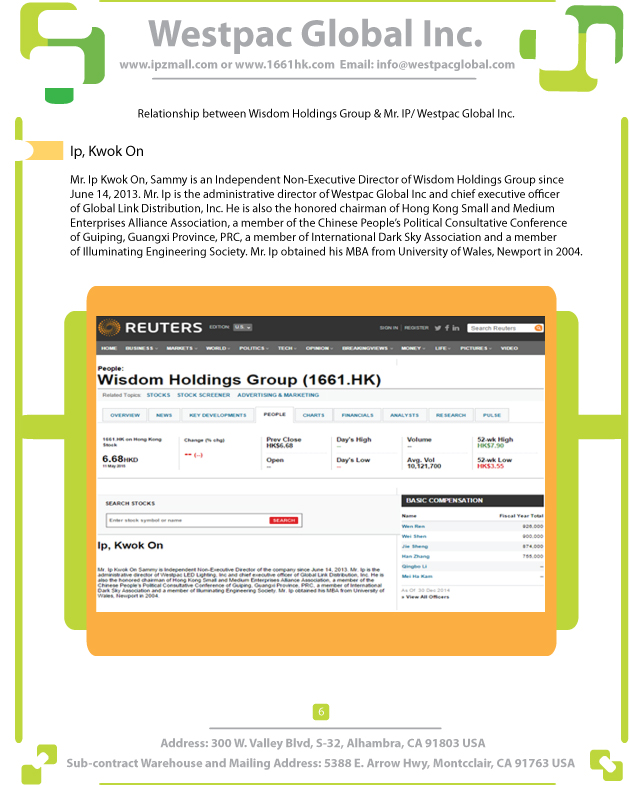 Westpac Global Inc.
www.ipzmall.com or www.1661hk.com Email: info@westpacglobal.com
Relationship between Wisdom Holdings Group & Mr. IP/ Westpac Global Inc.
Ip, Kwok On
Mr. Ip Kwok On, Sammy is an Independent Non-Executive Director of Wisdom Holdings Group since
June 14, 2013. Mr. Ip is the administrative director of Westpac Global Inc and chief executive officer
of Global Link Distribution, Inc. He is also the honored chairman of Hong Kong Small and Medium
Enterprises Alliance Association, a member of the Chinese People's Political Consultative Conference
of Guiping, Guangxi Province, PRC, a member of International Dark Sky Association and a member
of Illuminating Engineering Society. Mr. Ip obtained his MBA from University of Wales, Newport in 2004.
REUTERS EDITION: U.S. SIGN IN | REGISTER Search Reuters
HOME BUSINESS MARKETS WORLD POLITICS TECH OPINION BREAKINGVIEWS MONEY LIFE PICTURES VIDEO
People:
Wisdom Holdings Group (1661.HK)
Related Topics: STOCKS STOCK SCREENER ADVERTISING & MARKETING
OVERVIEW NEWS KEY DEVELOPMENTS PEOPLE CHARTS FINANCIALS ANALYSTS RESEARCH PULSE
1661.HK on Hong Kong Stock
6.68HKD
11 May 2015
Change (% chg)
-- (--)
Prev Close
HK$6.68
Open
--
Day's High
--
Day's Low
--
Volume
--
Avg. Vol
10,121,700
52-wk High
HK$7.90
52-wk Low
HK$3.55
SEARCH STOCKS
Enter stock symbol or name SEARCH
BASIC COMPENSATION
Name Fiscal Year Total
Wen Ren 926,000
Wei Shen 900,000
Jie Sheng 874,000
Han Zhang 756,000
Qingbo Li --
Wei Ha Kam --
As Of 30 Dec 2014
» View All Officers
Ip, Kwok On
Mr. Ip Kwok On Sammy is Independent Non-Executive Director of the company since June 14, 2013. Mr. Ip is the
administrative director of Westpac LED Lighting, Inc and chief executive officer of Global Link Distribution, Inc. He is
also the honored chairman of Hong Kong Small and Medium Enterprises Alliance Association, a member of the
Chinese People's Political Consultative Conference of Guiping, Guangxi Province, PRC, a member of International
Dark Sky Association and a member of Illuminating Engineering Society. Mr. Ip obtained his MBA from University of
Wales, Newport in 2004.
6
Address: 300 W. Valley Blvd, S-32, Alhambra, CA 91803 USA
Sub-contract Warehouse and Mailing Address: 5388 E. Arrow Hwy, Montcclair, CA 91763 USA